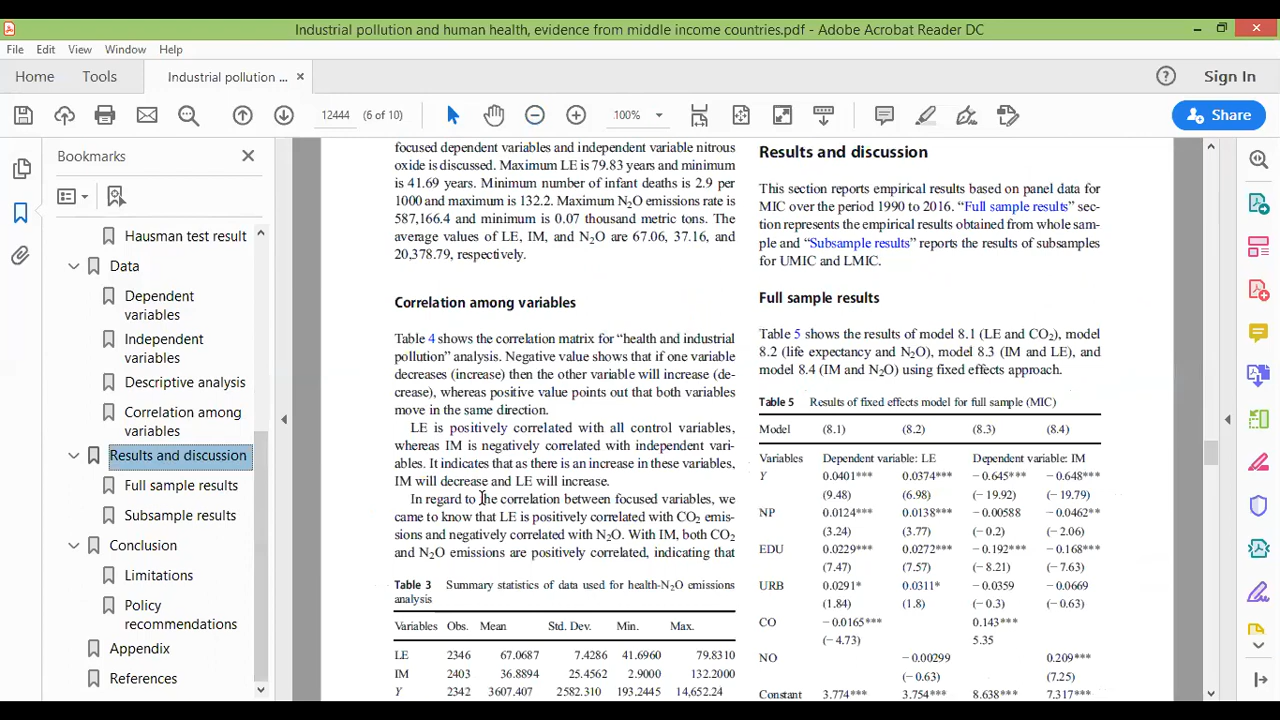 Industrial pollution and human health, evidence from middle income countries.pdf - Adobe Acrobat Reader DC
File Edit View Window Help
Home Tools Industrial pollution ... × Sign In
12444 (6 of 10) 100% Share
Bookmarks
Hausman test result
Data
Dependent
variables
Independent
variables
Descriptive analysis
Correlation among
variables
Results and discussion
Full sample results
Subsample results
Conclusion
Limitations
Policy
recommendations
Appendix
References
focused dependent variables and independent variable nitrous
oxide is discussed. Maximum LE is 79.83 years and minimum
is 41.69 years. Minimum number of infant deaths is 2.9 per
1000 and maximum is 132.2. Maximum N₂O emissions rate is
587,166.4 and minimum is 0.07 thousand metric tons. The
average values of LE, IM, and N₂O are 67.06, 37.16, and
20,378.79, respectively.
Correlation among variables
Table 4 shows the correlation matrix for “health and industrial
pollution” analysis. Negative value shows that if one variable
decreases (increase) then the other variable will increase (de-
crease), whereas positive value points out that both variables
move in the same direction.
LE is positively correlated with all control variables,
whereas IM is negatively correlated with independent vari-
ables. It indicates that as there is an increase in these variables,
IM will decrease and LE will increase.
In regard to the correlation between focused variables, we
came to know that LE is positively correlated with CO₂ emis-
sions and negatively correlated with N₂O. With IM, both CO₂
and N₂O emissions are positively correlated, indicating that
Table 3 Summary statistics of data used for health-N₂O emissions
analysis
Variables Obs. Mean Std. Dev. Min. Max.
LE 2346 67.0687 7.4286 41.6960 79.8310
IM 2403 36.8894 25.4562 2.9000 132.2000
Y 2342 3607.407 2582.310 193.2445 14,652.24
Results and discussion
This section reports empirical results based on panel data for
MIC over the period 1990 to 2016. “Full sample results” sec-
tion represents the empirical results obtained from whole sam-
ple and “Subsample results” reports the results of subsamples
for UMIC and LMIC.
Full sample results
Table 5 shows the results of model 8.1 (LE and CO₂), model
8.2 (life expectancy and N₂O), model 8.3 (IM and LE), and
model 8.4 (IM and N₂O) using fixed effects approach.
Table 5 Results of fixed effects model for full sample (MIC)
Model (8.1) (8.2) (8.3) (8.4)
Variables Dependent variable: LE Dependent variable: IM
Y 0.0401*** 0.0374*** − 0.645*** − 0.648***
(9.48) (6.98) (− 19.92) (− 19.79)
NP 0.0124*** 0.0138*** − 0.00588 − 0.0462**
(3.24) (3.77) (− 0.2) (− 2.06)
EDU 0.0229*** 0.0272*** − 0.192*** − 0.168***
(7.47) (7.57) (− 8.21) (− 7.63)
URB 0.0291* 0.0311* − 0.0359 − 0.0669
(1.84) (1.8) (− 0.3) (− 0.63)
CO − 0.0165*** 0.143***
(− 4.73) 5.35
NO − 0.00299 0.209***
(− 0.63) (7.25)
Constant 3.774*** 3.754*** 8.638*** 7.317***